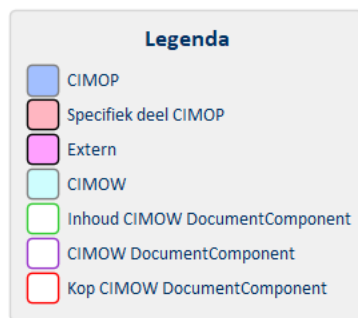 Legenda
CIMOP
Specifiek deel CIMOP
Extern
CIMOW
Inhoud CIMOW DocumentComponent
CIMOW DocumentComponent
Kop CIMOW DocumentComponent